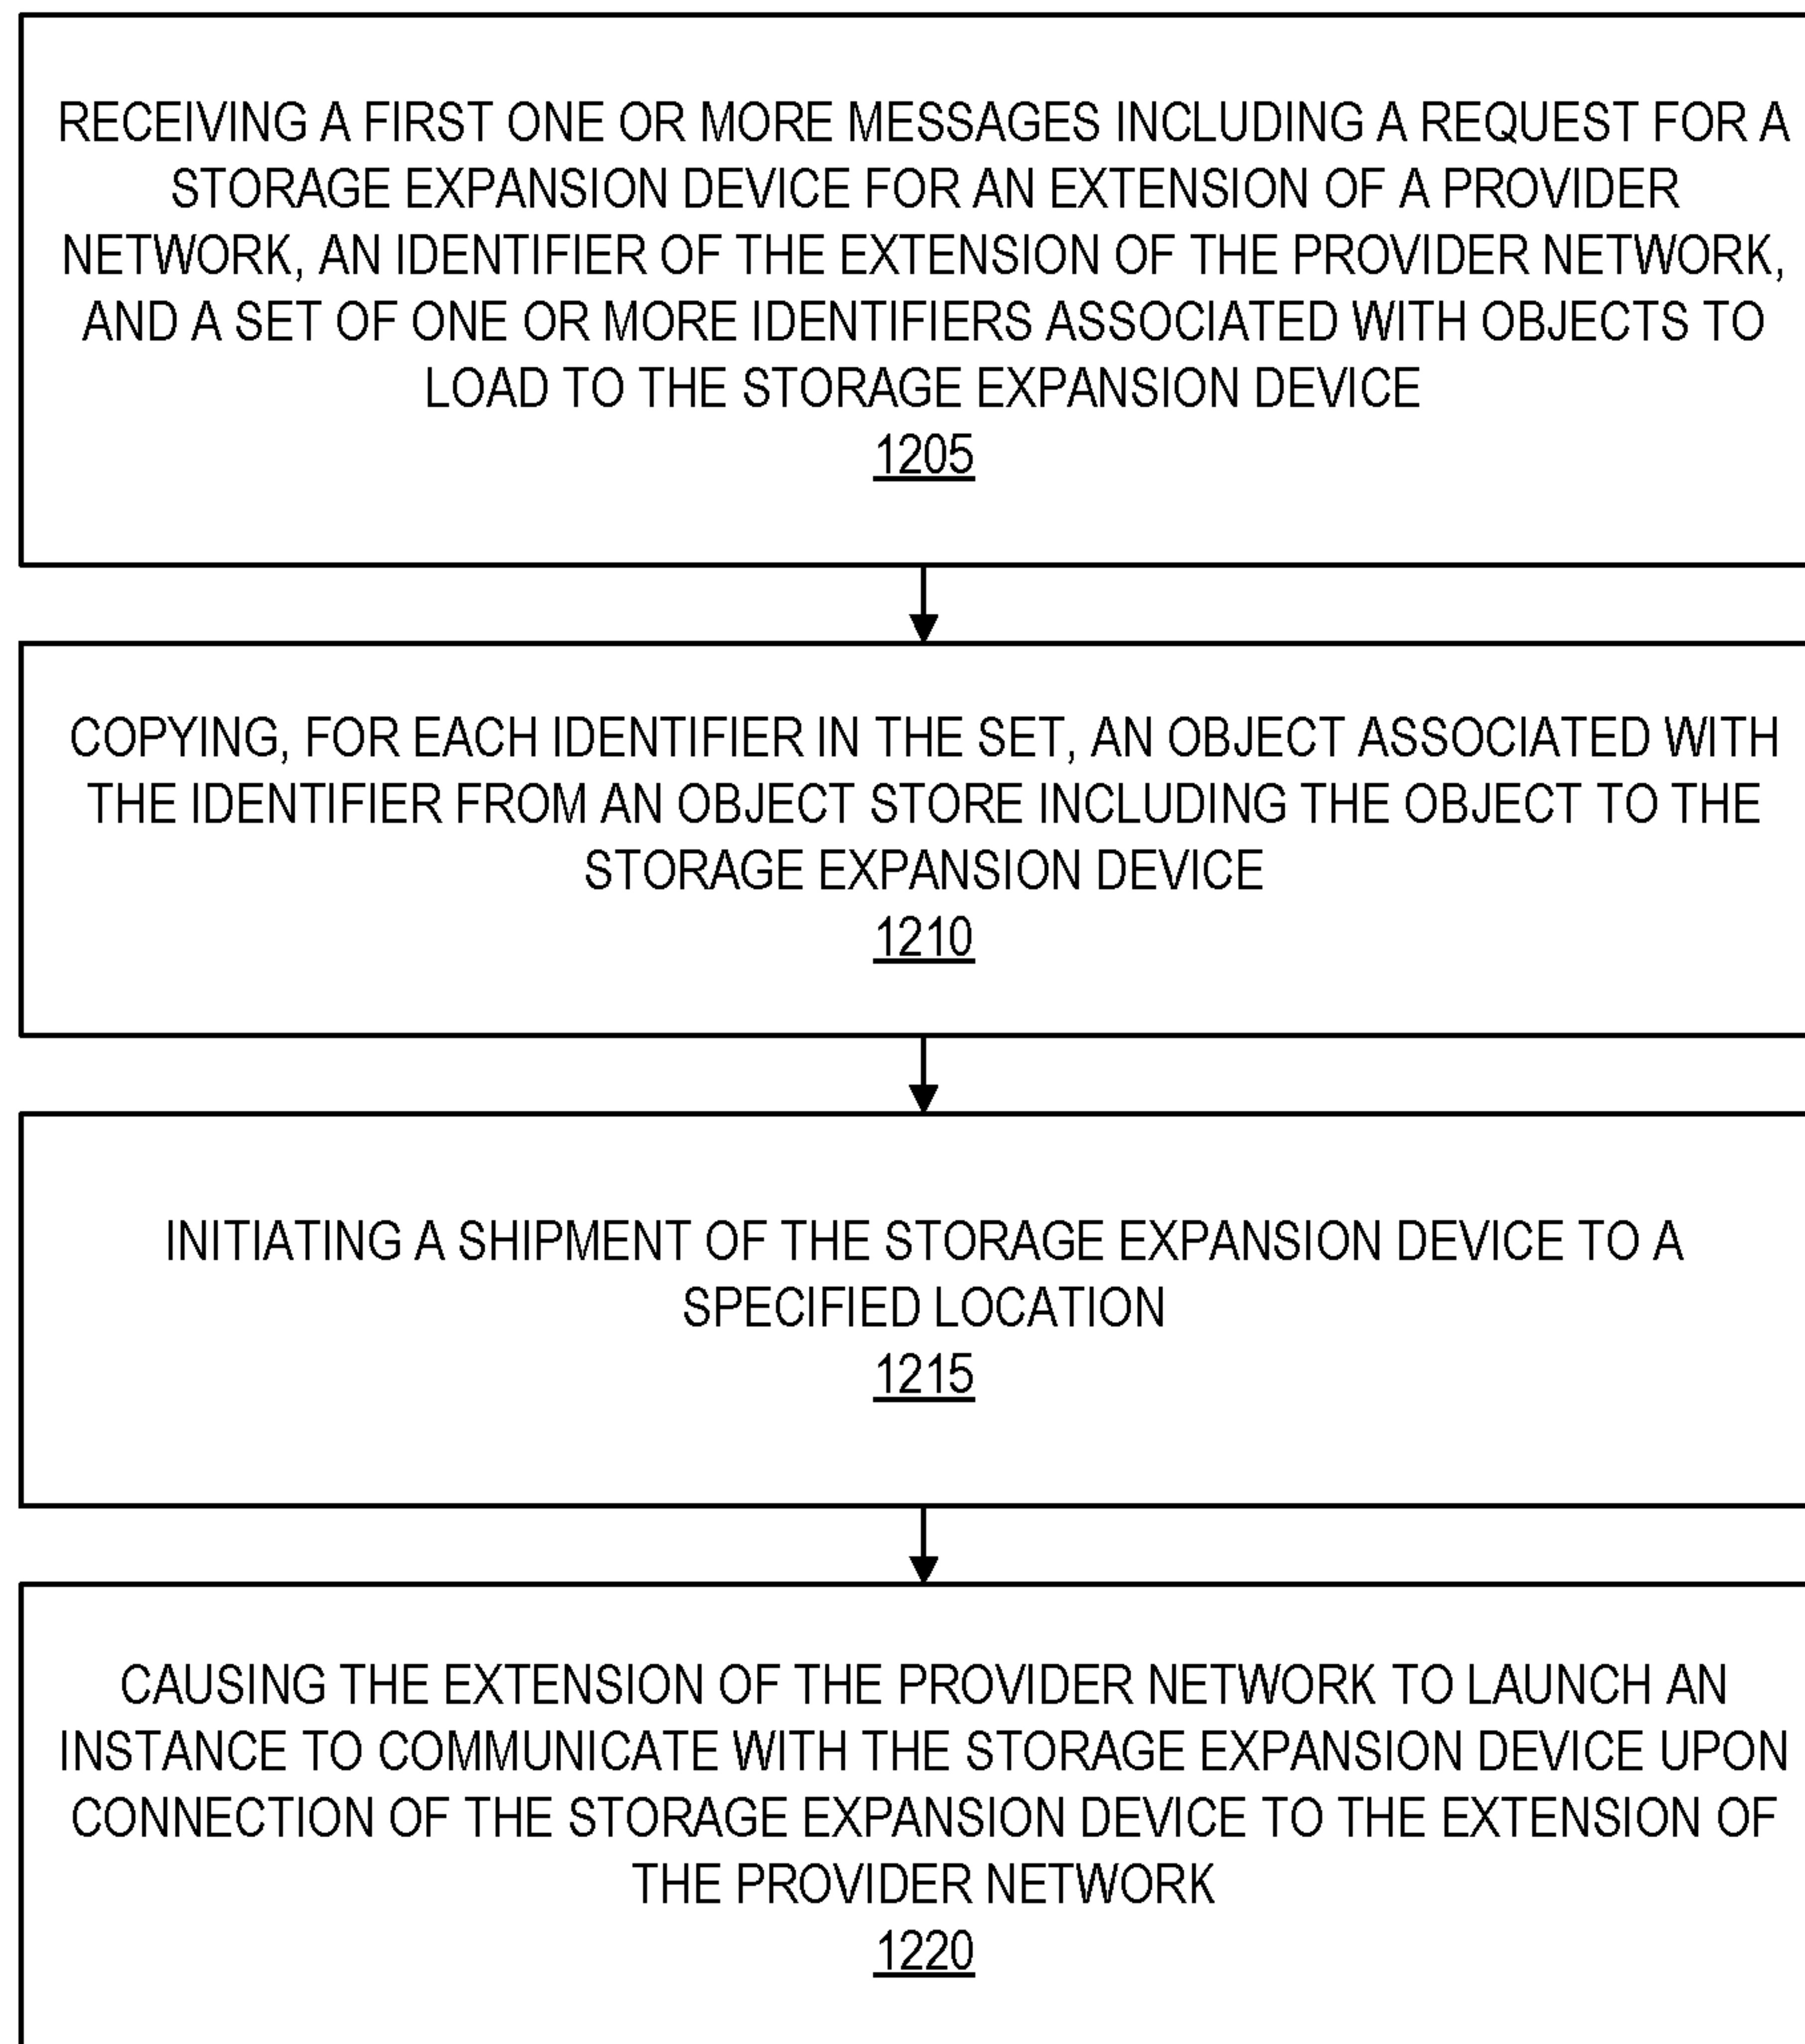 RECEIVING A FIRST ONE OR MORE MESSAGES INCLUDING A REQUEST FOR A
STORAGE EXPANSION DEVICE FOR AN EXTENSION OF A PROVIDER
NETWORK, AN IDENTIFIER OF THE EXTENSION OF THE PROVIDER NETWORK,
AND A SET OF ONE OR MORE IDENTIFIERS ASSOCIATED WITH OBJECTS TO
LOAD TO THE STORAGE EXPANSION DEVICE
1205
COPYING, FOR EACH IDENTIFIER IN THE SET, AN OBJECT ASSOCIATED WITH
THE IDENTIFIER FROM AN OBJECT STORE INCLUDING THE OBJECT TO THE
STORAGE EXPANSION DEVICE
1210
INITIATING A SHIPMENT OF THE STORAGE EXPANSION DEVICE TO A
SPECIFIED LOCATION
1215
CAUSING THE EXTENSION OF THE PROVIDER NETWORK TO LAUNCH AN
INSTANCE TO COMMUNICATE WITH THE STORAGE EXPANSION DEVICE UPON
CONNECTION OF THE STORAGE EXPANSION DEVICE TO THE EXTENSION OF
THE PROVIDER NETWORK
1220